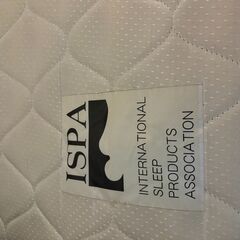 ISPA
INTERNATIONAL
SLEEP
PRODUCTS
ASSOCIATION